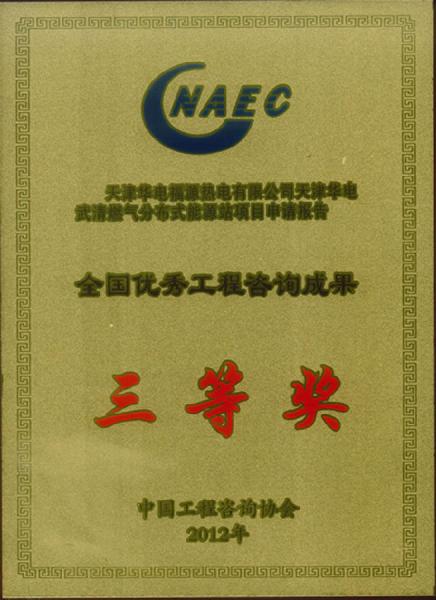 CNAEC
天津华电福源热电有限公司天津华电
武清燃气分布式能源站项目申请报告
全国优秀工程咨询成果
三等奖
中国工程咨询协会
2012年